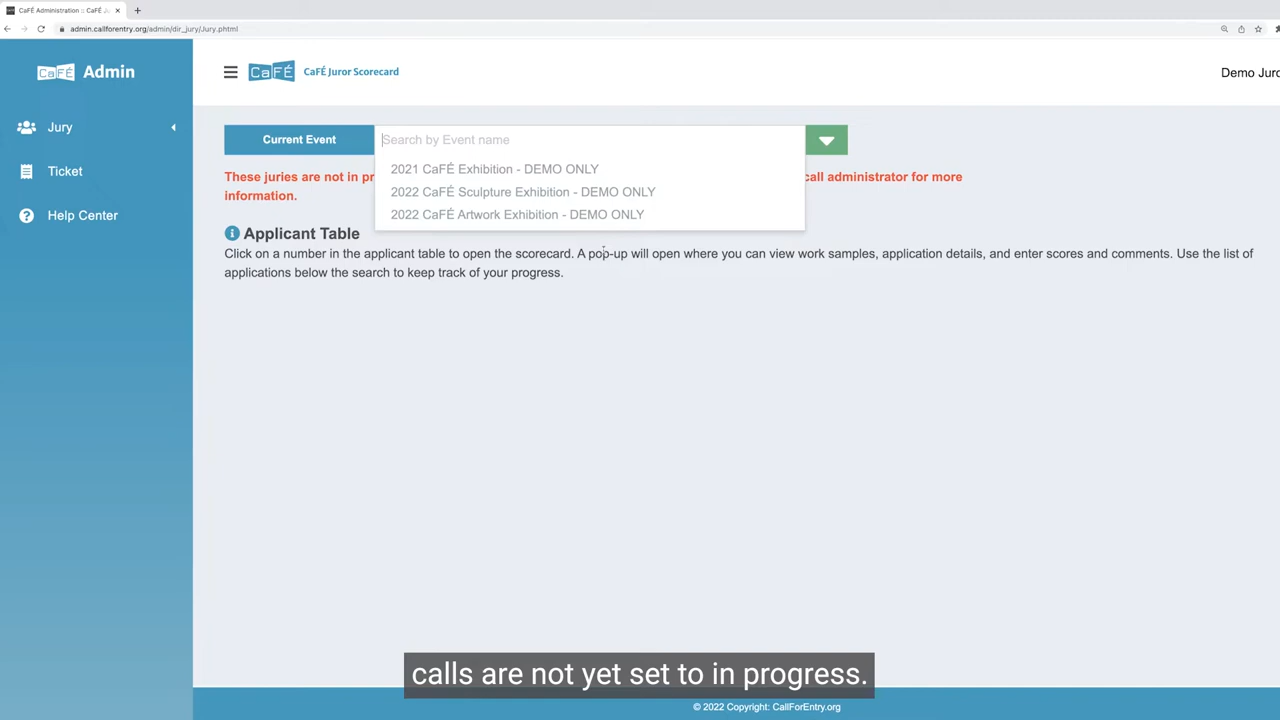 CaFÉ Administration :: CaFÉ Ju
admin.callforentry.org/admin/dir_jury/Jury.phtml
CaFÉ Admin
CaFÉ CaFÉ Juror Scorecard
Demo Juro
Jury
Ticket
Help Center
Current Event
Search by Event name
2021 CaFÉ Exhibition - DEMO ONLY
2022 CaFÉ Sculpture Exhibition - DEMO ONLY
2022 CaFÉ Artwork Exhibition - DEMO ONLY
These juries are not in pr call administrator for more
information.
Applicant Table
Click on a number in the applicant table to open the scorecard. A pop-up will open where you can view work samples, application details, and enter scores and comments. Use the list of
applications below the search to keep track of your progress.
calls are not yet set to in progress.
© 2022 Copyright: CallForEntry.org